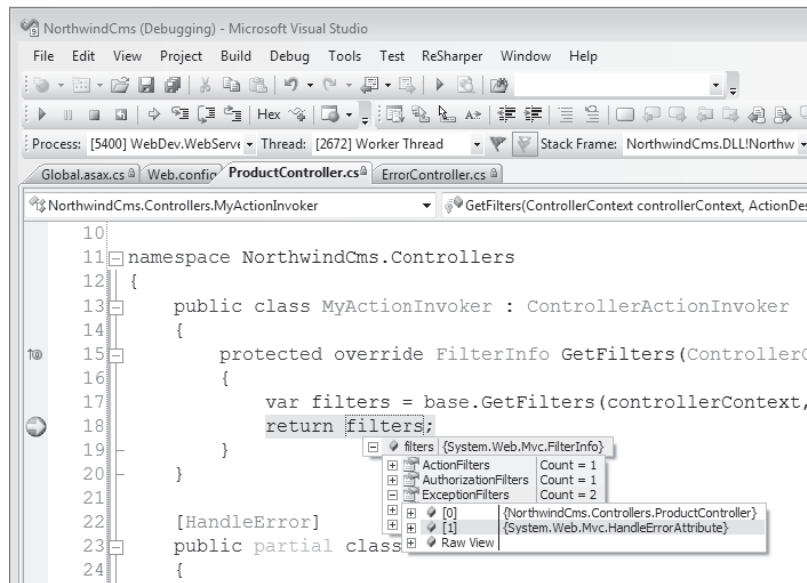 NorthwindCms (Debugging) - Microsoft Visual Studio
File Edit View Project Build Debug Tools Test ReSharper Window Help
Hex
Process: [5400] WebDev.WebServe Thread: [2672] Worker Thread Stack Frame: NorthwindCms.DLL!Northw
Global.asax.cs Web.config ProductController.cs ErrorController.cs
NorthwindCms.Controllers.MyActionInvoker GetFilters(ControllerContext controllerContext, ActionDes
10
11 namespace NorthwindCms.Controllers
12 {
13 public class MyActionInvoker : ControllerActionInvoker
14 {
15 protected override FilterInfo GetFilters(ControllerC
16 {
17 var filters = base.GetFilters(controllerContext,
18 return filters;
19 }
filters {System.Web.Mvc.FilterInfo}
ActionFilters Count = 1
20 }
AuthorizationFilters Count = 1
21
ExceptionFilters Count = 2
[0] {NorthwindCms.Controllers.ProductController}
22 [HandleError]
[1] {System.Web.Mvc.HandleErrorAttribute}
23 public partial class
Raw View
24 {